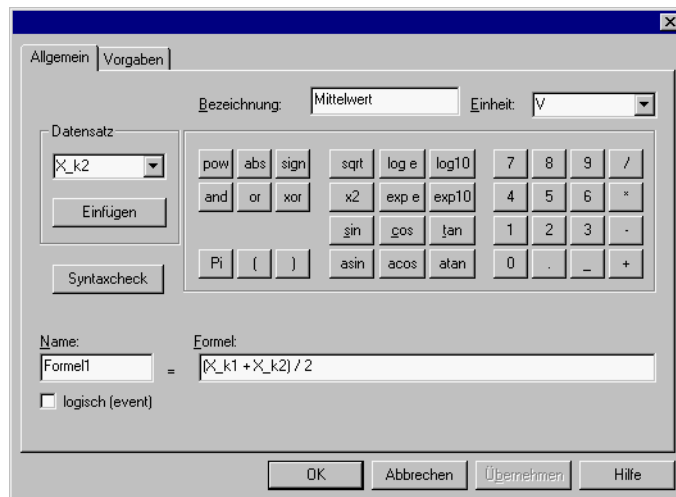 Allgemein Vorgaben
Bezeichnung: Mittelwert Einheit: V
Datensatz
X_k2
Einfügen
Syntaxcheck
pow abs sign sqrt log e log10 7 8 9 /
and or xor x2 exp e exp10 4 5 6 *
sin cos tan 1 2 3 -
Pi ( ) asin acos atan 0 . _ +
Name: Formel:
Formel1 = (X_k1 + X_k2) / 2
logisch (event)
OK Abbrechen Übernehmen Hilfe